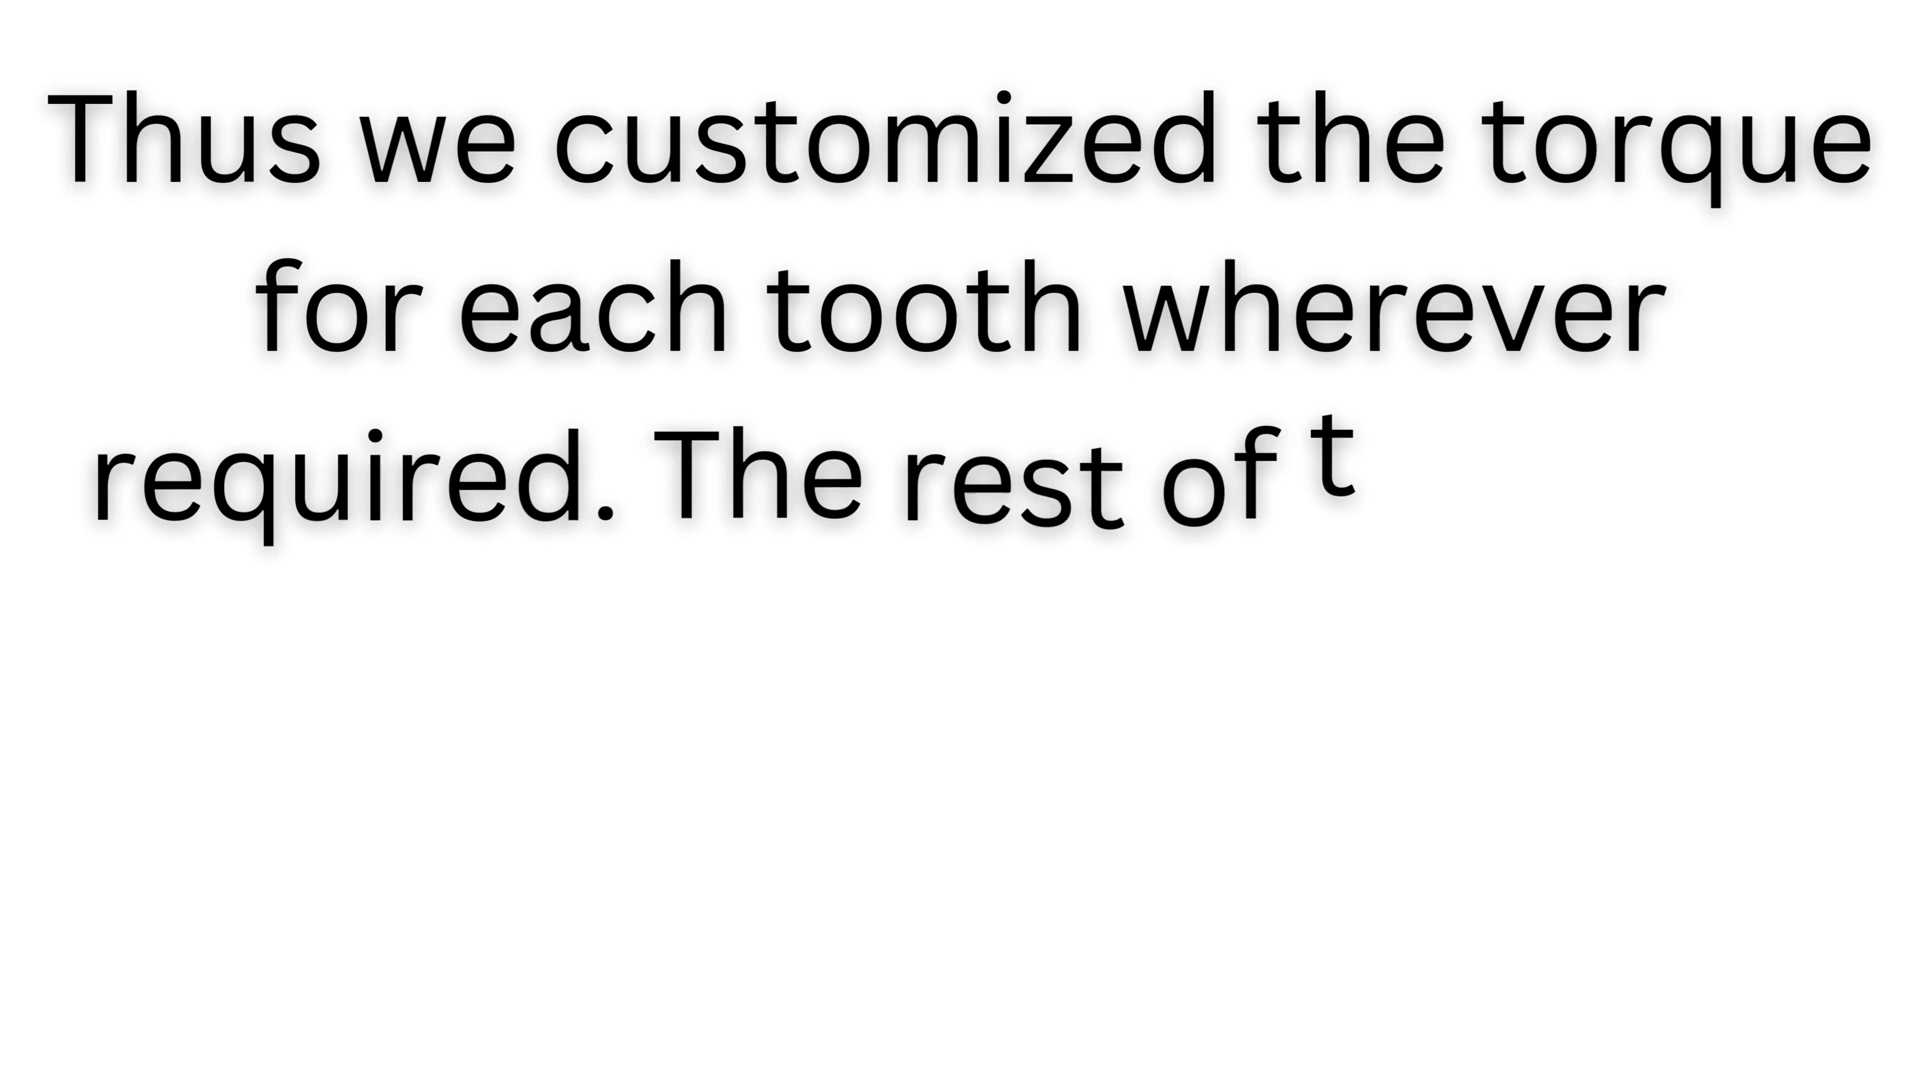 Thus we customized the torque
for each tooth wherever
required. The rest of t